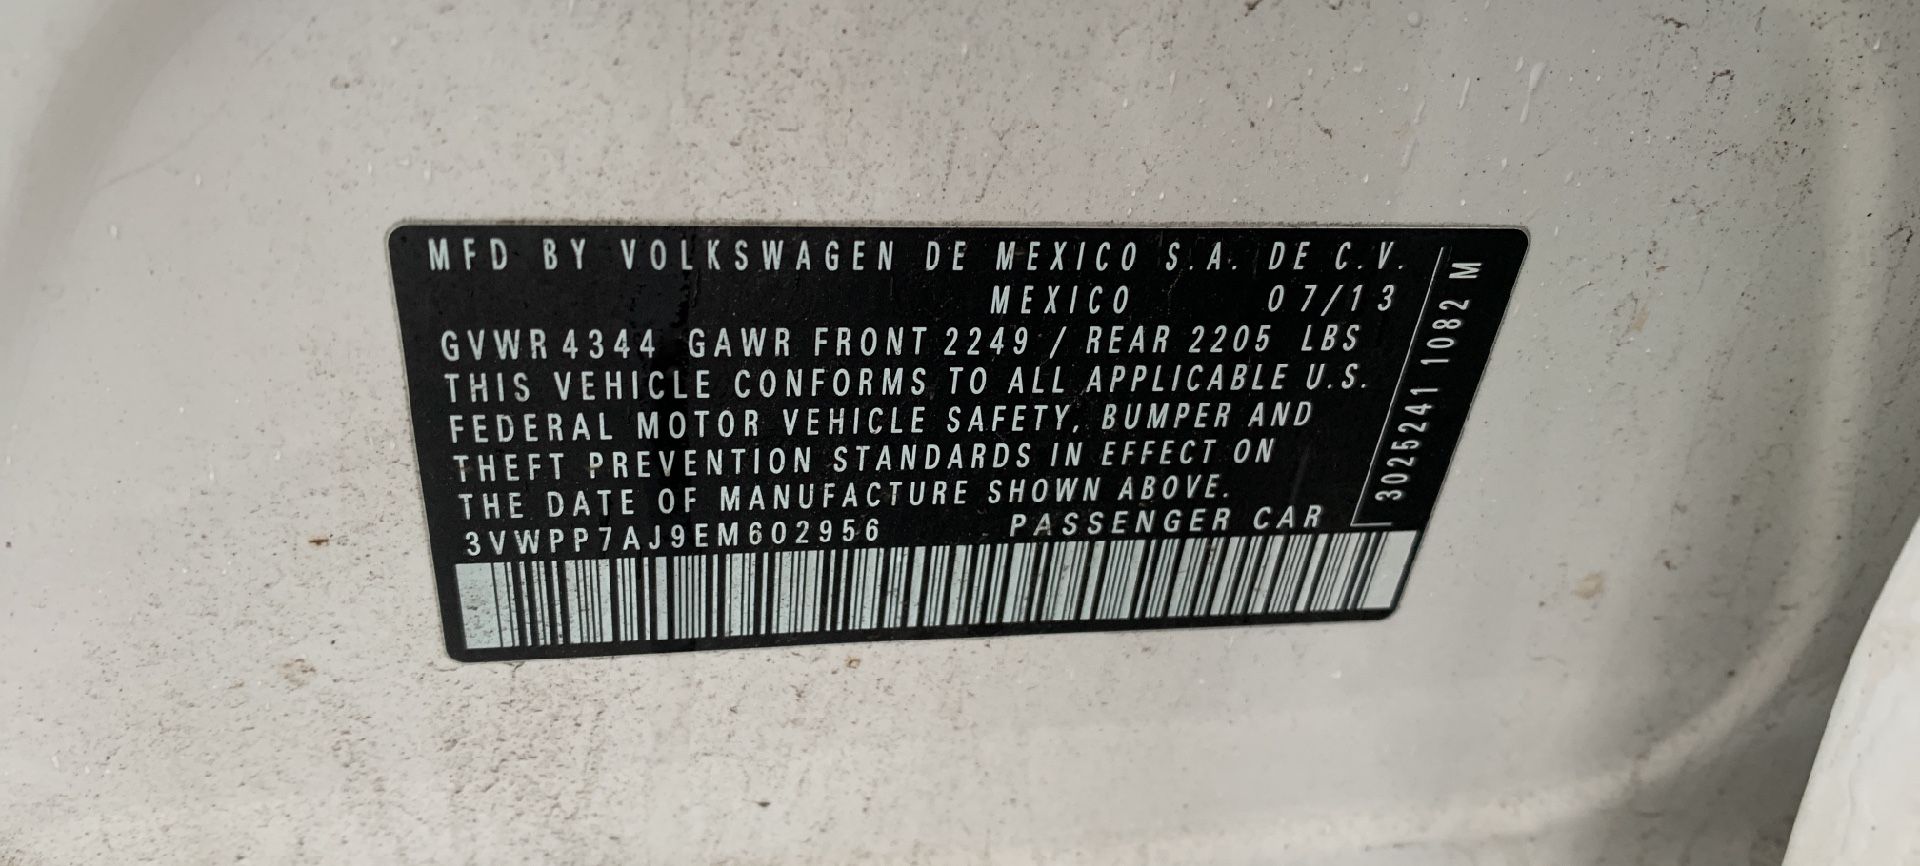 MFD BY VOLKSWAGEN DE MEXICO S.A. DE C.V.
MEXICO 07/13
GVWR 4344 GAWR FRONT 2249 / REAR 2205 LBS
THIS VEHICLE CONFORMS TO ALL APPLICABLE U.S.
FEDERAL MOTOR VEHICLE SAFETY, BUMPER AND
THEFT PREVENTION STANDARDS IN EFFECT ON
THE DATE OF MANUFACTURE SHOWN ABOVE.
3VWPP7AJ9EM602956 PASSENGER CAR
3025241 1082 M